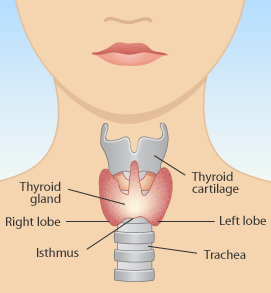 Thyroid
cartilage
Thyroid
gland
Right lobe
Left lobe
Isthmus
Trachea